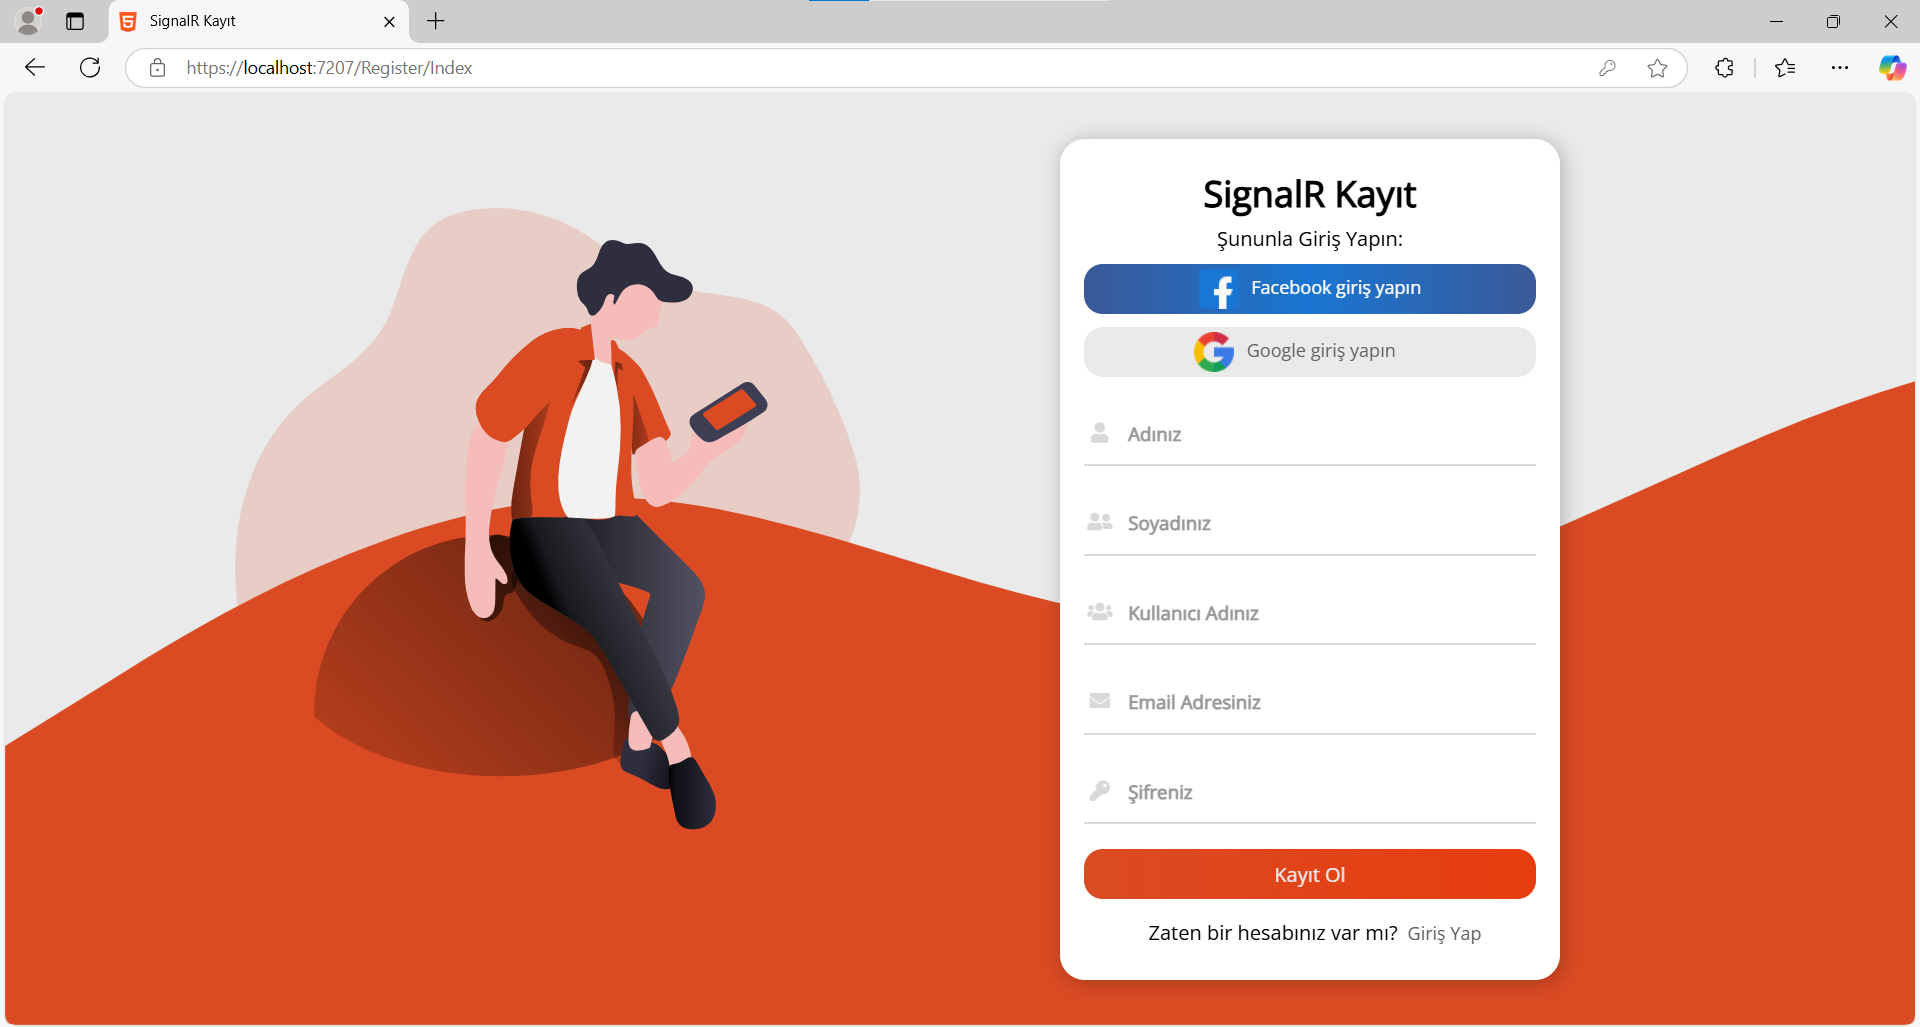 SignalR Kayıt
https://localhost:7207/Register/Index
SignalR Kayıt
Şununla Giriş Yapın:
Facebook giriş yapın
Google giriş yapın
Adınız
Soyadınız
Kullanıcı Adınız
Email Adresiniz
Şifreniz
Kayıt Ol
Zaten bir hesabınız var mı? Giriş Yap